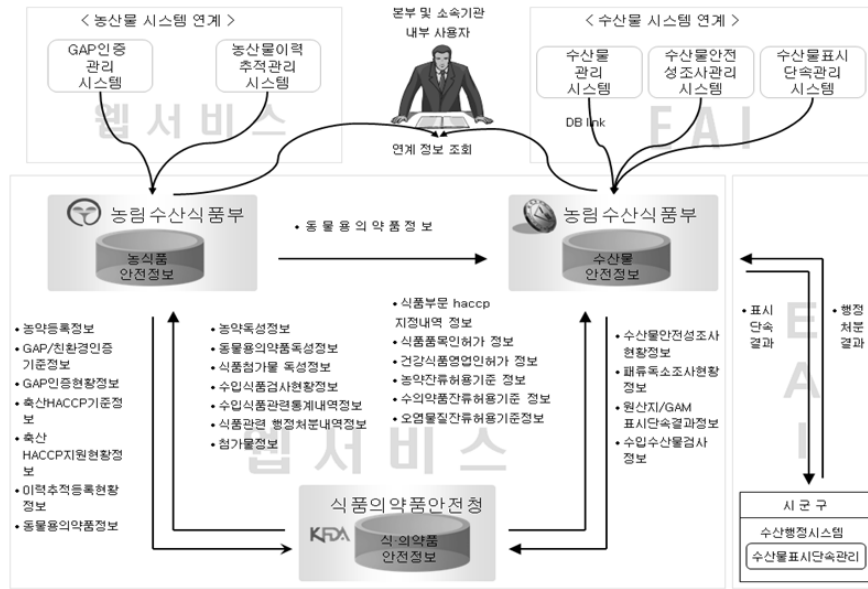 < 농산물 시스템 연계 >
GAP인증
관리
시스템
농산물이력
추적관리
시스템
웹서비스
본부 및 소속기관
내부 사용자
연계 정보 조회
< 수산물 시스템 연계 >
수산물
관리
시스템
수산물안전
성조사관리
시스템
수산물표시
단속관리
시스템
DB link
EAI
농림수산식품부
농식품
안전정보
• 동물용의약품정보
농림수산식품부
수산물
안전정보
• 농약등록정보
• GAP/친환경인증
기준정보
• GAP인증현황정보
• 축산HACCP기준정
보
• 축산
HACCP지원현황정
보
• 이력추적등록현황
정보
• 동물용의약품정보
• 농약독성정보
• 동물용의약품독성정보
• 식품첨가물 독성정보
• 수입식품검사현황정보
• 수입식품관련통계내역정보
• 식품관련 행정처분내역정보
• 첨가물정보
• 식품부문 haccp
지정내역 정보
• 식품품목인허가 정보
• 건강식품영업인허가 정보
• 농약잔류허용기준 정보
• 수의약품잔류허용기준 정보
• 오염물질잔류허용기준정보
• 수산물안전성조사
현황정보
• 패류독소조사현황
정보
• 원산지/GAM
표시단속결과정보
• 수입수산물검사
정보
웹서비스
식품의약품안전청
KFDA
식·의약품
안전정보
• 표시
단속
결과
• 행정
처분
결과
EAI
시군구
수산행정시스템
수산물표시단속관리